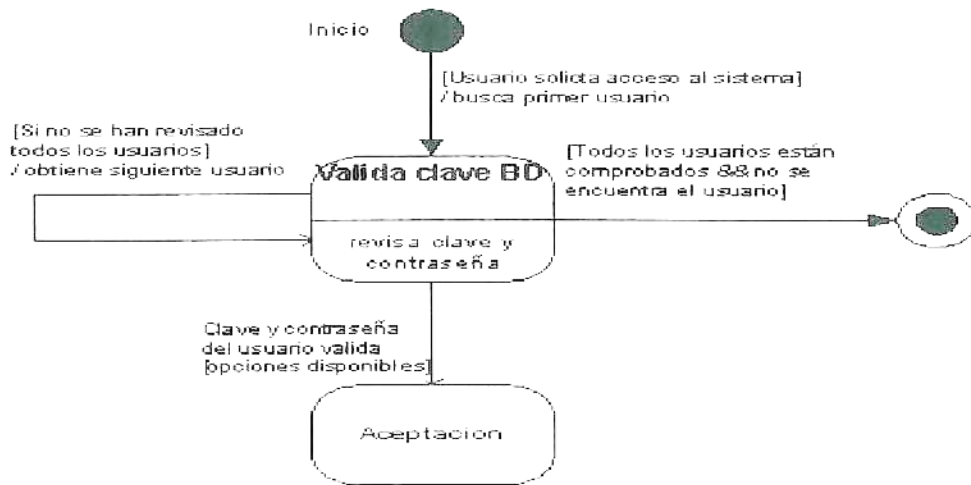 Inicio
[Usuario solicta acceso al sistema]
/ busca primer usuario
[Si no se han revisado
todos los usuarios]
/ obtiene siguiente usuario
[Todos los usuarios están
comprobados && no se
encuentra el usuario]
Valida clave BD
revisa clave y
contraseña
Clave y contraseña
del usuario valida
[opciones disponibles]
Aceptacion